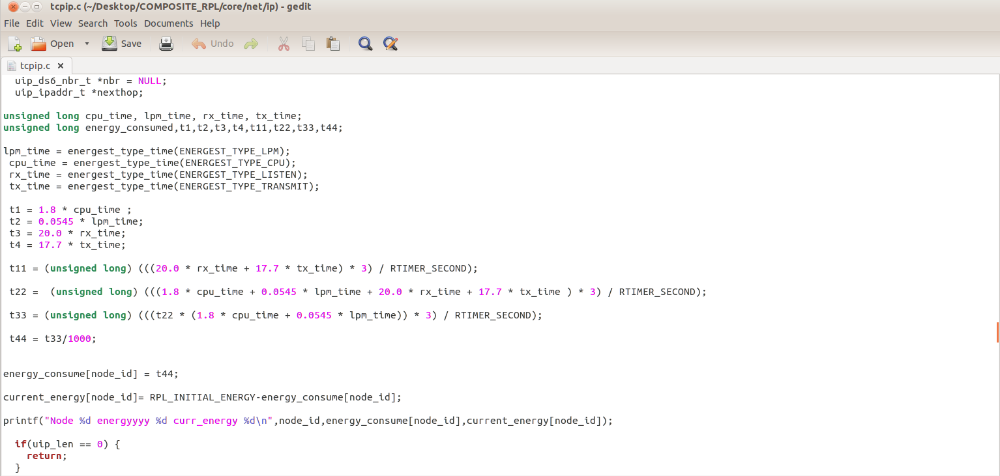 tcpip.c (~/Desktop/COMPOSITE_RPL/core/net/ip) - gedit
File Edit View Search Tools Documents Help
Open Save Undo
tcpip.c
uip_ds6_nbr_t *nbr = NULL;
uip_ipaddr_t *nexthop;
unsigned long cpu_time, lpm_time, rx_time, tx_time;
unsigned long energy_consumed,t1,t2,t3,t4,t11,t22,t33,t44;
lpm_time = energest_type_time(ENERGEST_TYPE_LPM);
cpu_time = energest_type_time(ENERGEST_TYPE_CPU);
rx_time = energest_type_time(ENERGEST_TYPE_LISTEN);
tx_time = energest_type_time(ENERGEST_TYPE_TRANSMIT);
t1 = 1.8 * cpu_time ;
t2 = 0.0545 * lpm_time;
t3 = 20.0 * rx_time;
t4 = 17.7 * tx_time;
t11 = (unsigned long) (((20.0 * rx_time + 17.7 * tx_time) * 3) / RTIMER_SECOND);
t22 =  (unsigned long) (((1.8 * cpu_time + 0.0545 * lpm_time + 20.0 * rx_time + 17.7 * tx_time ) * 3) / RTIMER_SECOND);
t33 = (unsigned long) (((t22 * (1.8 * cpu_time + 0.0545 * lpm_time)) * 3) / RTIMER_SECOND);
t44 = t33/1000;
energy_consume[node_id] = t44;
current_energy[node_id]= RPL_INITIAL_ENERGY-energy_consume[node_id];
printf("Node %d energyyyy %d curr_energy %d\n",node_id,energy_consume[node_id],current_energy[node_id]);
if(uip_len == 0) {
return;
}